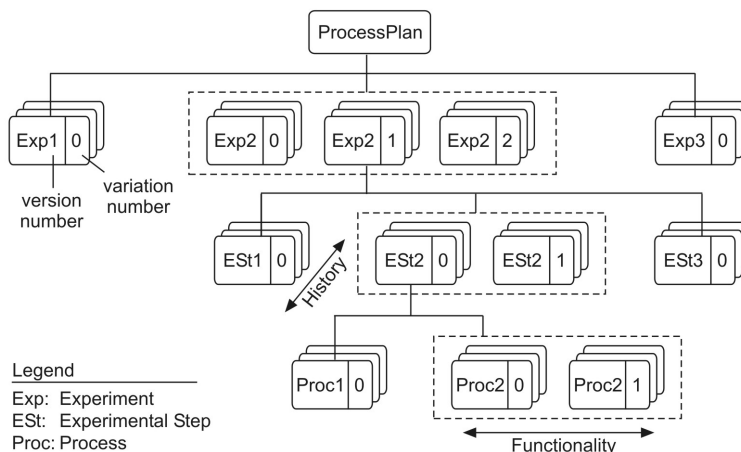 ProcessPlan
Exp1 0
Exp2 0
Exp2 1
Exp2 2
Exp3 0
version number
variation number
ESt1 0
History
ESt2 0
ESt2 1
ESt3 0
Proc1 0
Proc2 0
Proc2 1
Functionality
Legend
Exp: Experiment
ESt: Experimental Step
Proc: Process